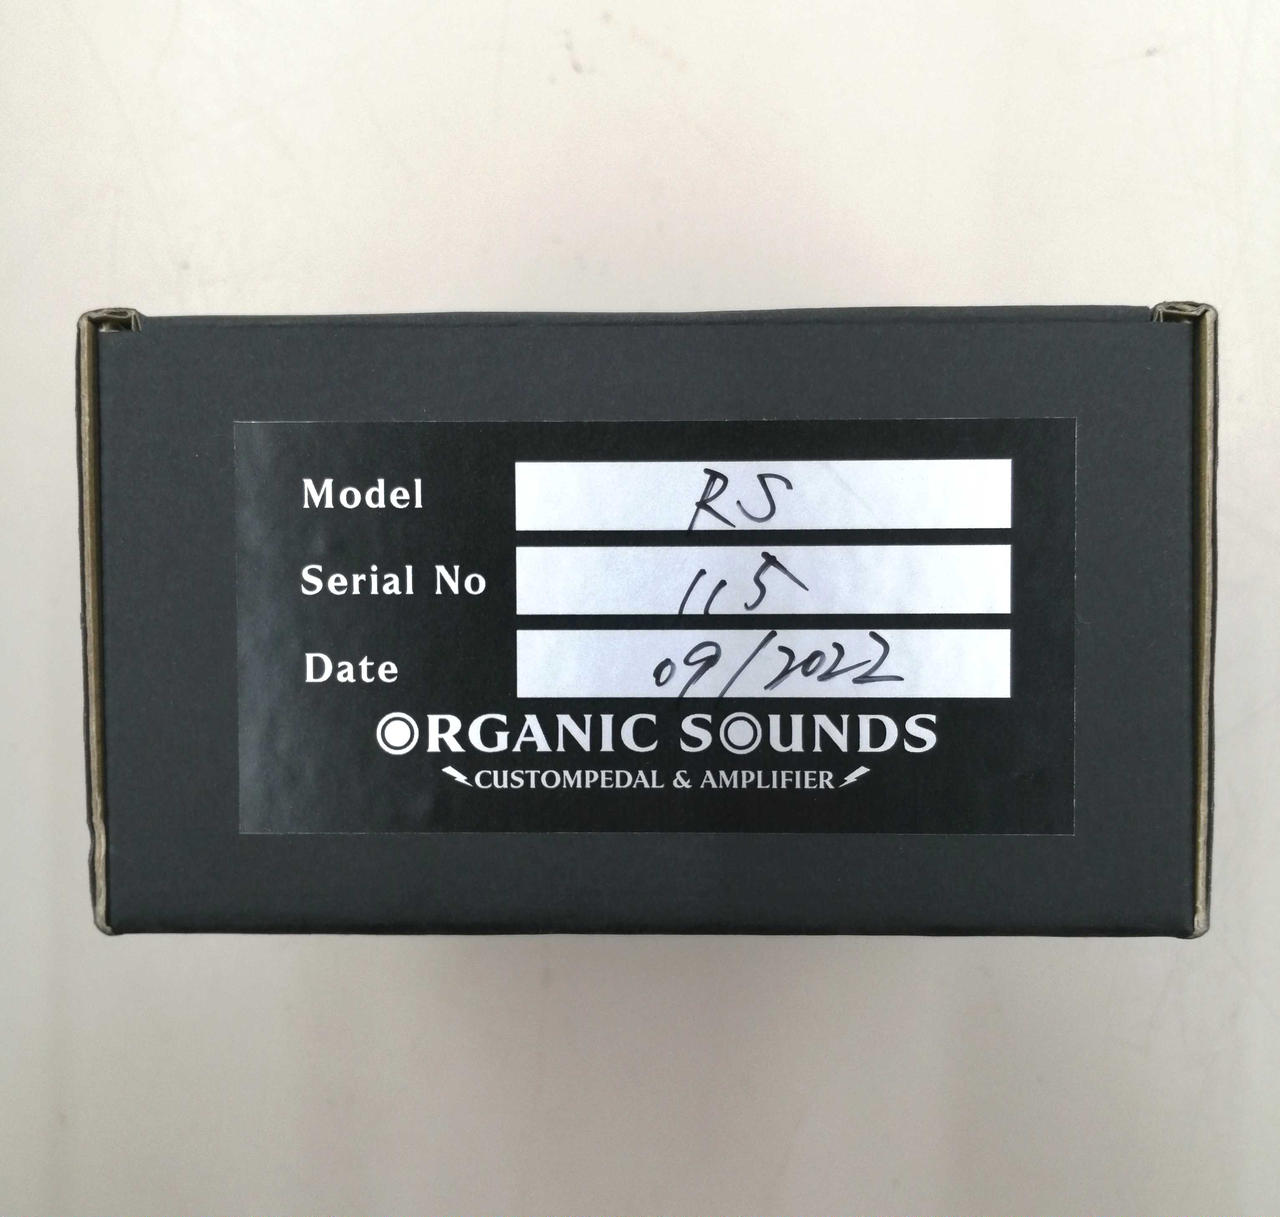 Model RS
Serial No 115
Date 09/2022
ORGANIC SOUNDS
CUSTOMPEDAL & AMPLIFIER